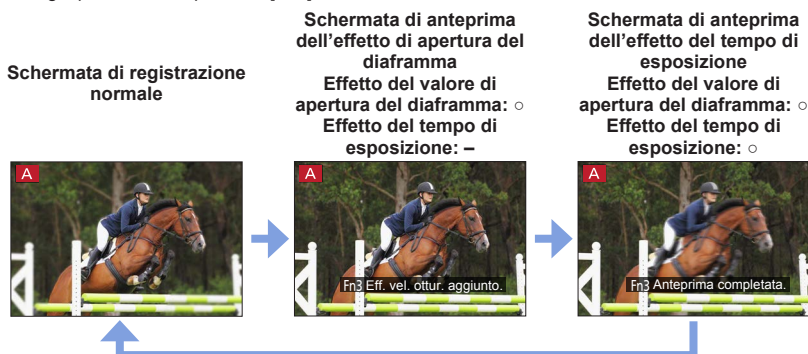 Schermata di registrazione
normale
Schermata di anteprima
dell'effetto di apertura del
diaframma
Effetto del valore di
apertura del diaframma: ○
Effetto del tempo di
esposizione: –
Schermata di anteprima
dell'effetto del tempo di
esposizione
Effetto del valore di
apertura del diaframma: ○
Effetto del tempo di
esposizione: ○
A
A
Fn3 Eff. vel. ottur. aggiunto.
A
Fn3 Anteprima completata.